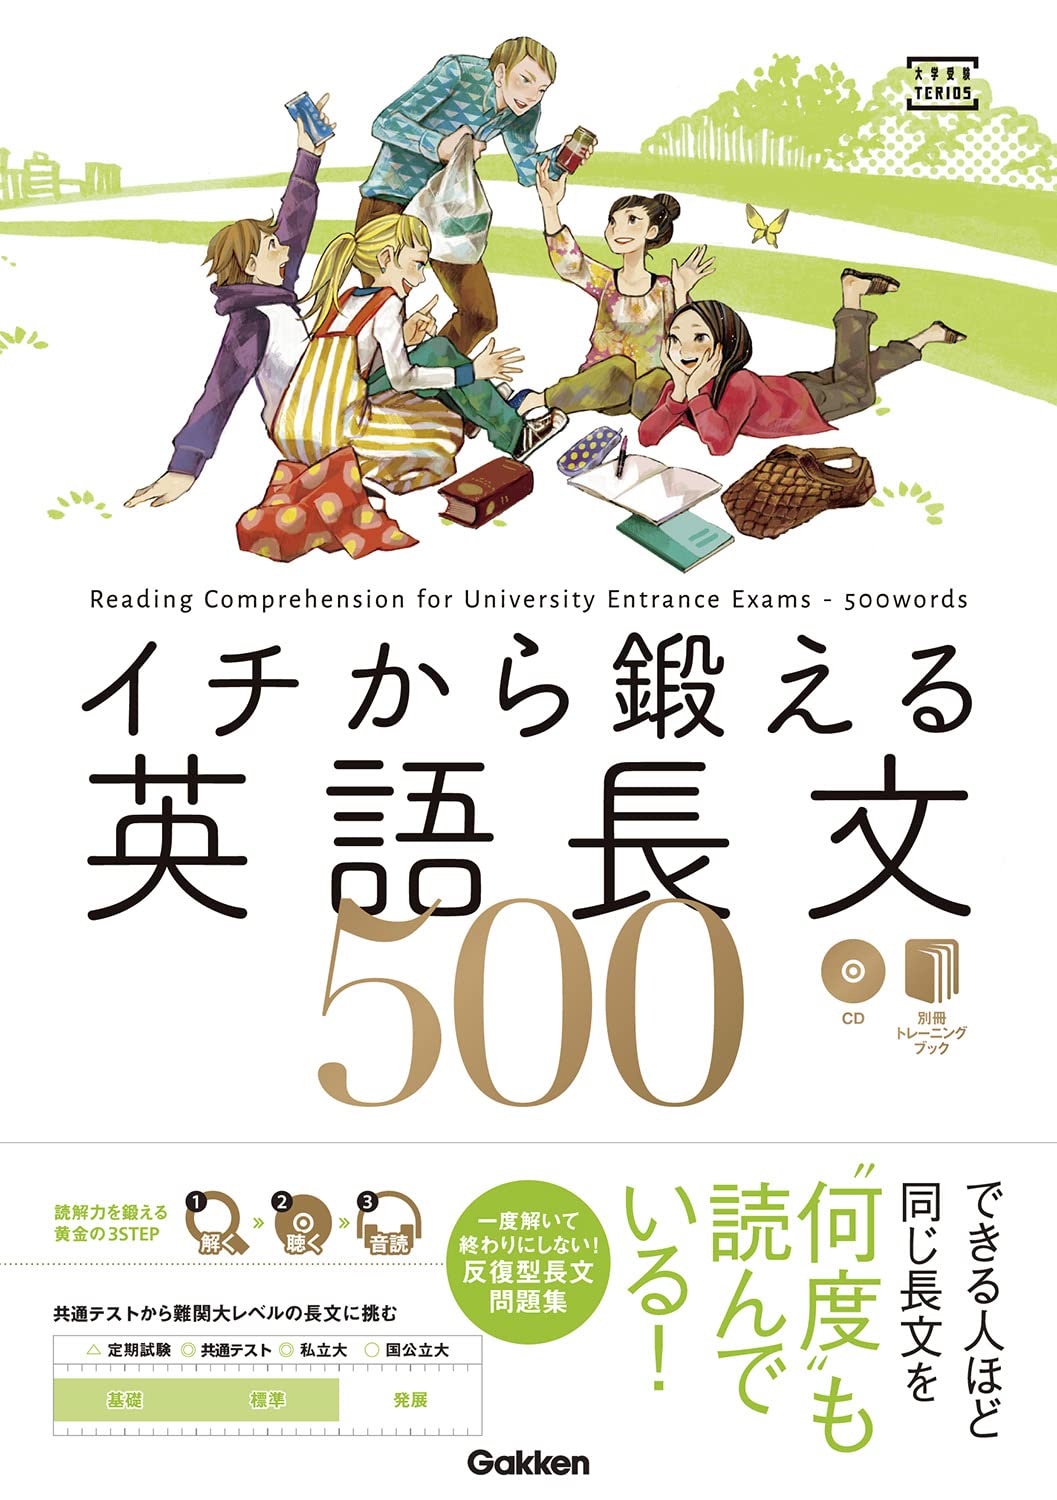 大学受験
TERIOS
Reading Comprehension for University Entrance Exams - 500words
イチから鍛える
英語長文
500
CD
別冊
トレーニング
ブック
読解力を鍛える
黄金の3STEP
1
解く
»
2
聴く
»
3
音読
共通テストから難関大レベルの長文に挑む
△ 定期試験 ◎ 共通テスト ◎ 私立大 ○ 国公立大
基礎 標準 発展
一度解いて
終わりにしない!
反復型長文
問題集
できる人ほど
同じ長文を
“何度”も
読んで
いる!
Gakken